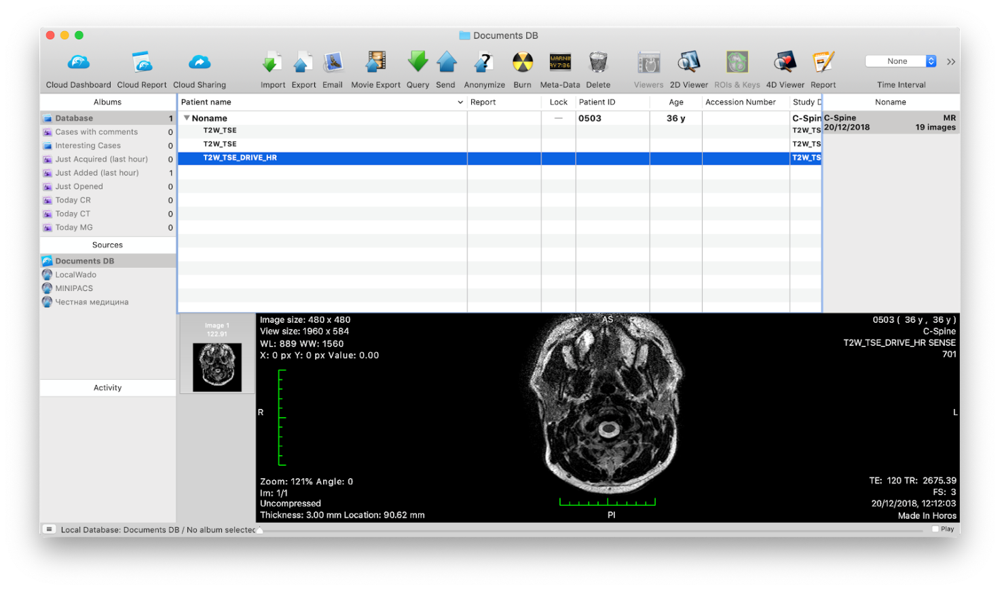 Documents DB
Cloud Dashboard Cloud Report Cloud Sharing Import Export Email Movie Export Query Send Anonymize Burn Meta-Data Delete Viewers 2D Viewer ROIs & Keys 4D Viewer Report Time Interval
None
Albums
Database 1
Cases with comments 0
Interesting Cases 0
Just Acquired (last hour) 0
Just Added (last hour) 1
Just Opened 0
Today CR 0
Today CT 0
Today MG 0
Sources
Documents DB
LocalWado
MINIPACS
Честная медицина
Activity
Patient name Report Lock Patient ID Age Accession Number Study D
Noname — 0503 36 y C-Spin
T2W_TSE T2W_TS
T2W_TSE T2W_TS
T2W_TSE_DRIVE_HR T2W_TS
Noname
C-Spine MR
20/12/2018 19 images
Image 1
122.91
Image size: 480 x 480
View size: 1960 x 584
WL: 889 WW: 1560
X: 0 px Y: 0 px Value: 0.00
AS
0503 ( 36 y , 36 y )
C-Spine
T2W_TSE_DRIVE_HR SENSE
701
R
L
Zoom: 121% Angle: 0
Im: 1/1
Uncompressed
Thickness: 3.00 mm Location: 90.62 mm
PI
TE: 120 TR: 2675.39
FS: 3
20/12/2018, 12:12:03
Made In Horos
Local Database: Documents DB / No album selected
Play